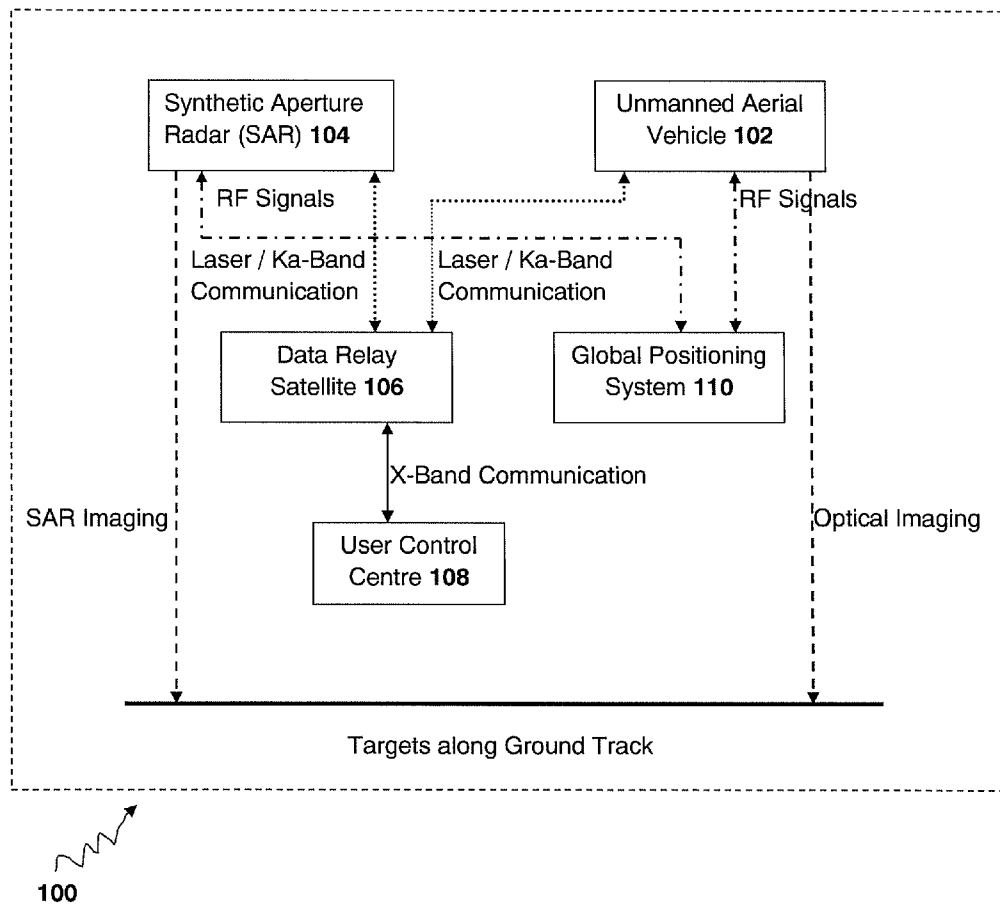 Synthetic Aperture
Radar (SAR) 104
Unmanned Aerial
Vehicle 102
RF Signals
RF Signals
Laser / Ka-Band
Communication
Laser / Ka-Band
Communication
Data Relay
Satellite 106
Global Positioning
System 110
X-Band Communication
SAR Imaging
Optical Imaging
User Control
Centre 108
Targets along Ground Track
100